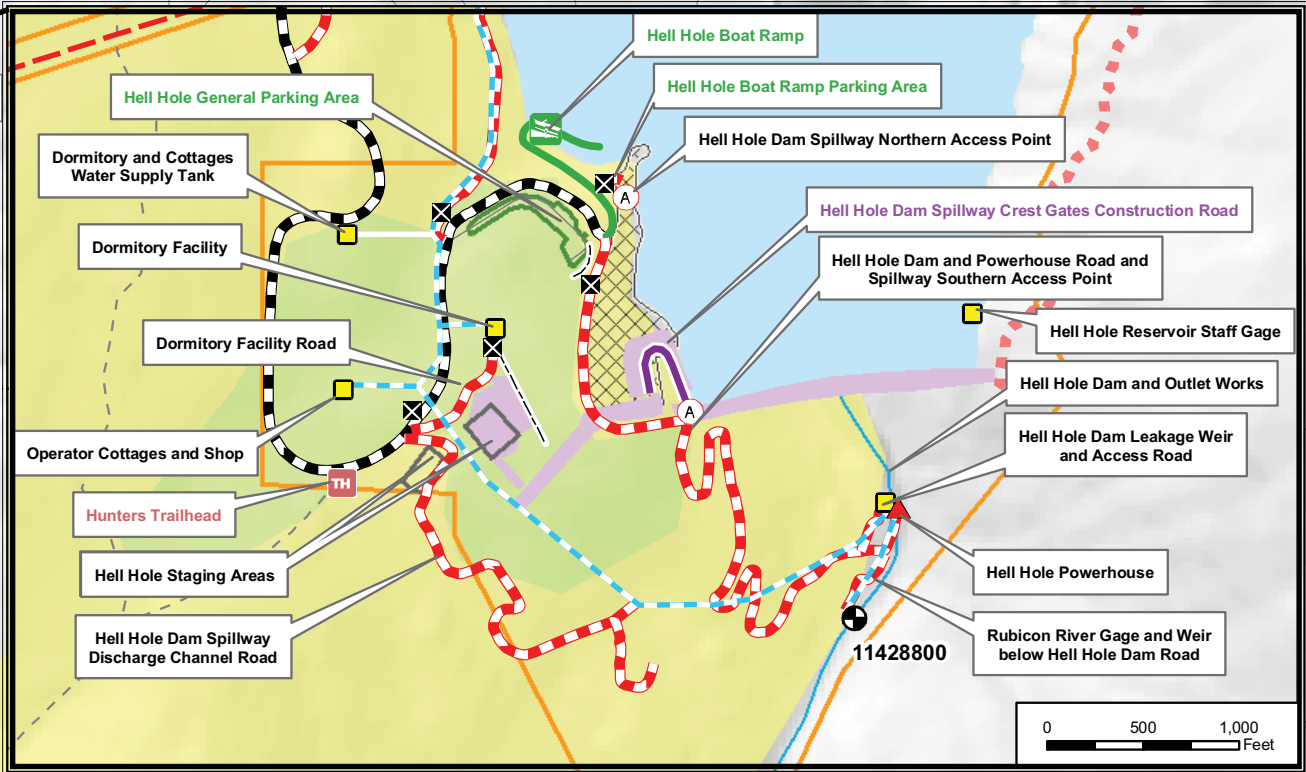 Hell Hole Boat Ramp
Hell Hole General Parking Area
Hell Hole Boat Ramp Parking Area
Hell Hole Dam Spillway Northern Access Point
Dormitory and Cottages
Water Supply Tank
A
Hell Hole Dam Spillway Crest Gates Construction Road
Dormitory Facility
Hell Hole Dam and Powerhouse Road and
Spillway Southern Access Point
Hell Hole Reservoir Staff Gage
Dormitory Facility Road
Hell Hole Dam and Outlet Works
A
Operator Cottages and Shop
Hell Hole Dam Leakage Weir
and Access Road
TH
Hunters Trailhead
Hell Hole Staging Areas
Hell Hole Powerhouse
Hell Hole Dam Spillway
Discharge Channel Road
Rubicon River Gage and Weir
below Hell Hole Dam Road
11428800
0 500 1,000
Feet